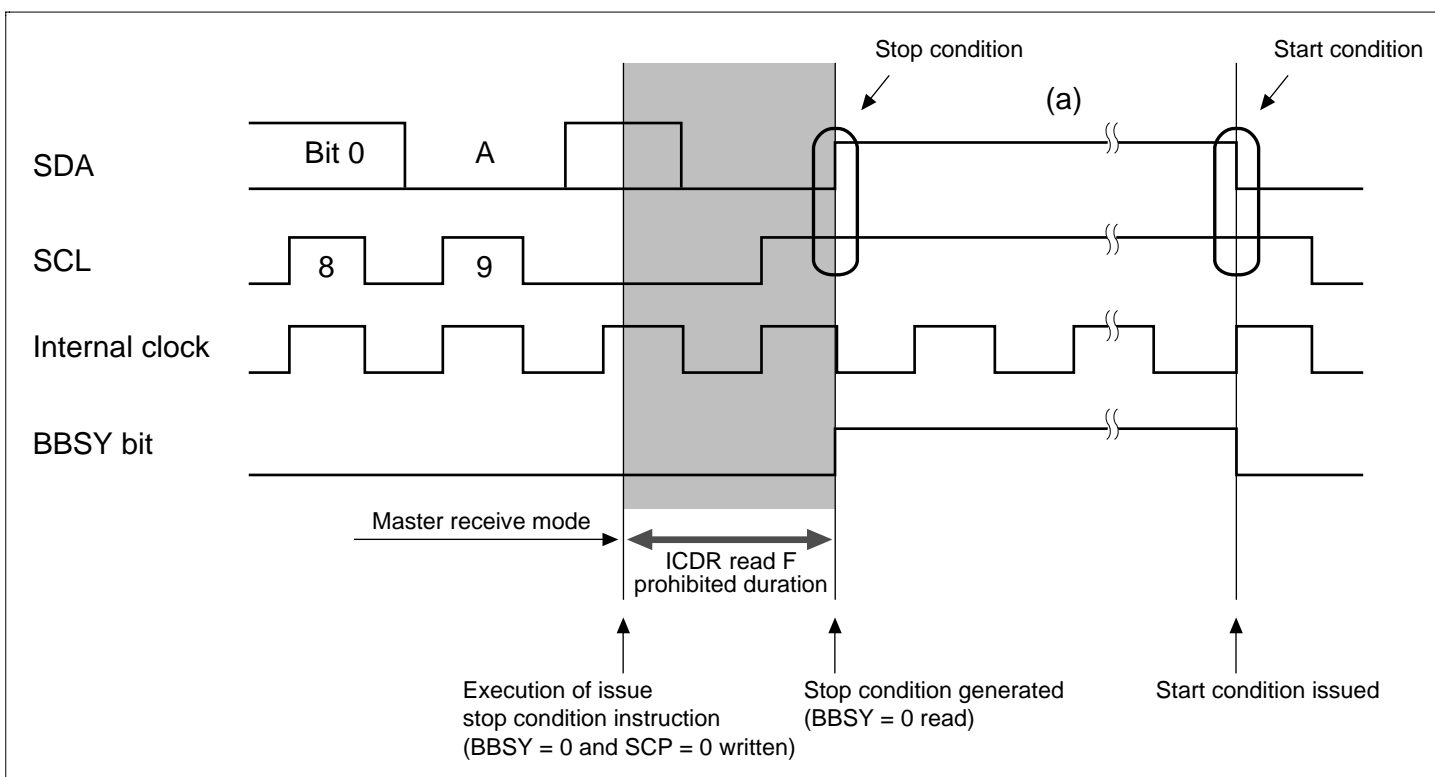 Stop condition
Start condition
(a)
SDA
Bit 0
A
SCL
8
9
Internal clock
BBSY bit
Master receive mode
ICDR read F
prohibited duration
Execution of issue
stop condition instruction
(BBSY = 0 and SCP = 0 written)
Stop condition generated
(BBSY = 0 read)
Start condition issued